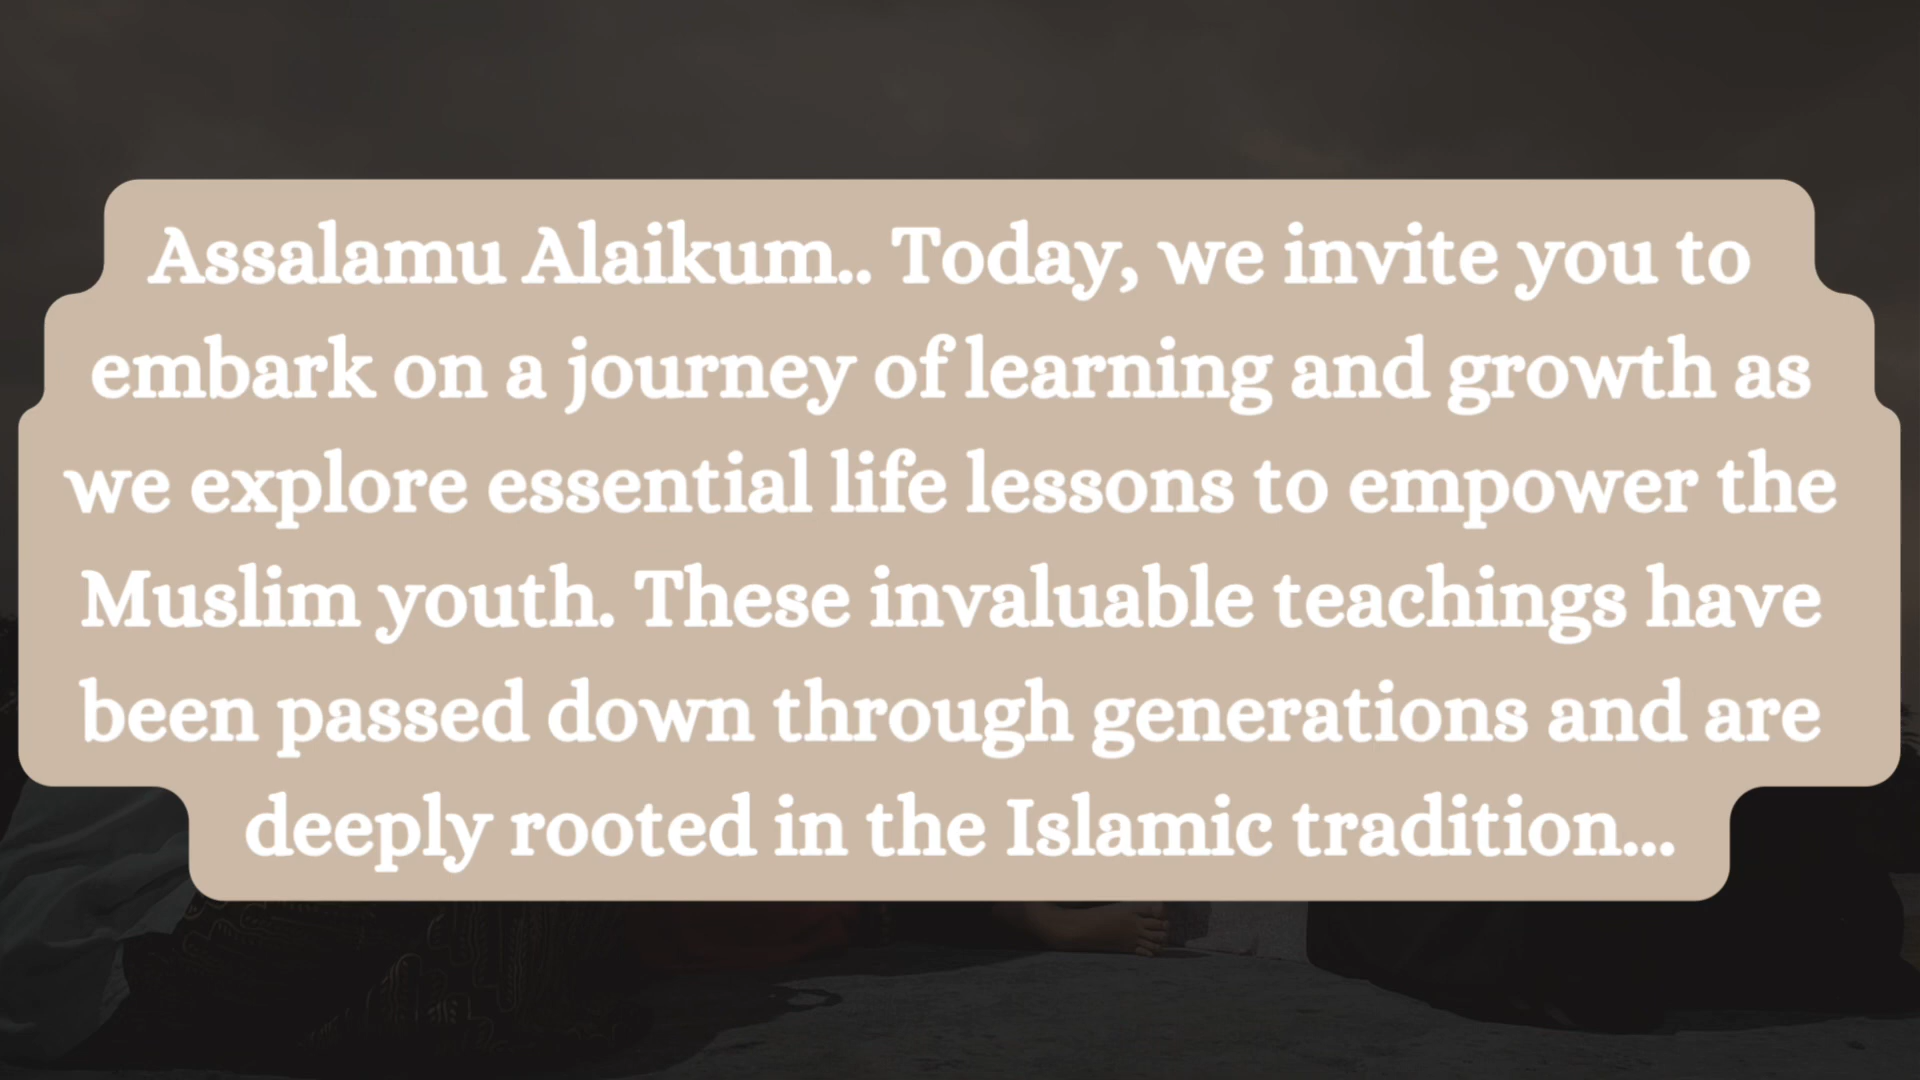 Assalamu Alaikum.. Today, we invite you to
embark on a journey of learning and growth as
we explore essential life lessons to empower the
Muslim youth. These invaluable teachings have
been passed down through generations and are
deeply rooted in the Islamic tradition...